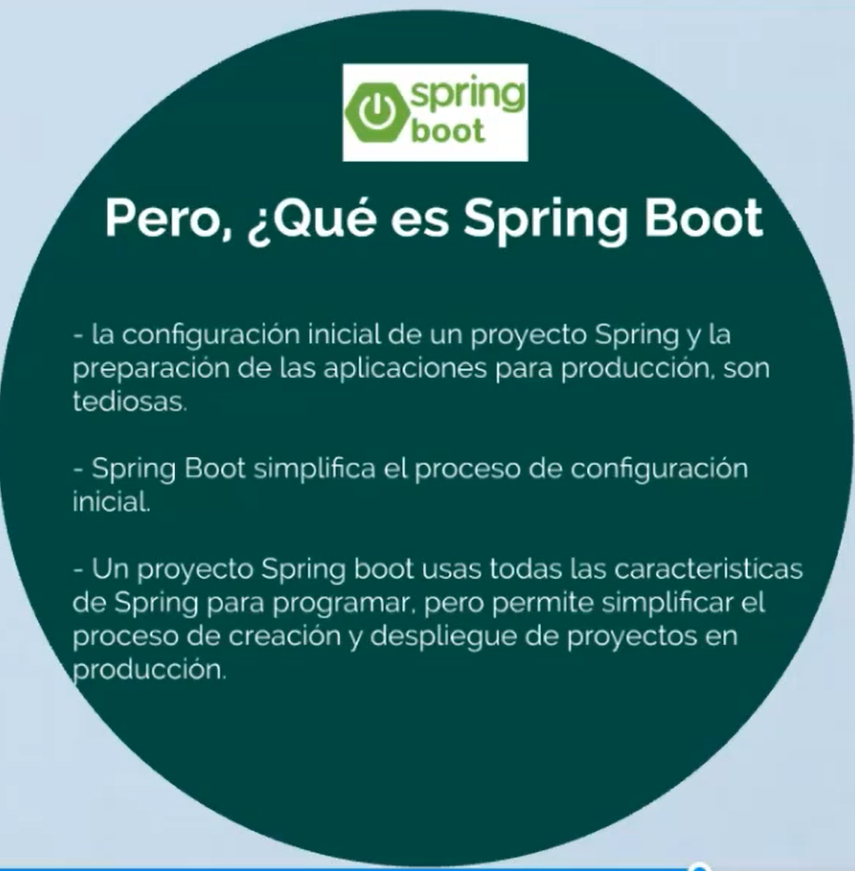 spring
boot
Pero, ¿Qué es Spring Boot
- la configuración inicial de un proyecto Spring y la
preparación de las aplicaciones para producción, son
tediosas.
- Spring Boot simplifica el proceso de configuración
inicial.
- Un proyecto Spring boot usas todas las caracteristícas
de Spring para programar, pero permite simplificar el
proceso de creación y despliegue de proyectos en
producción.